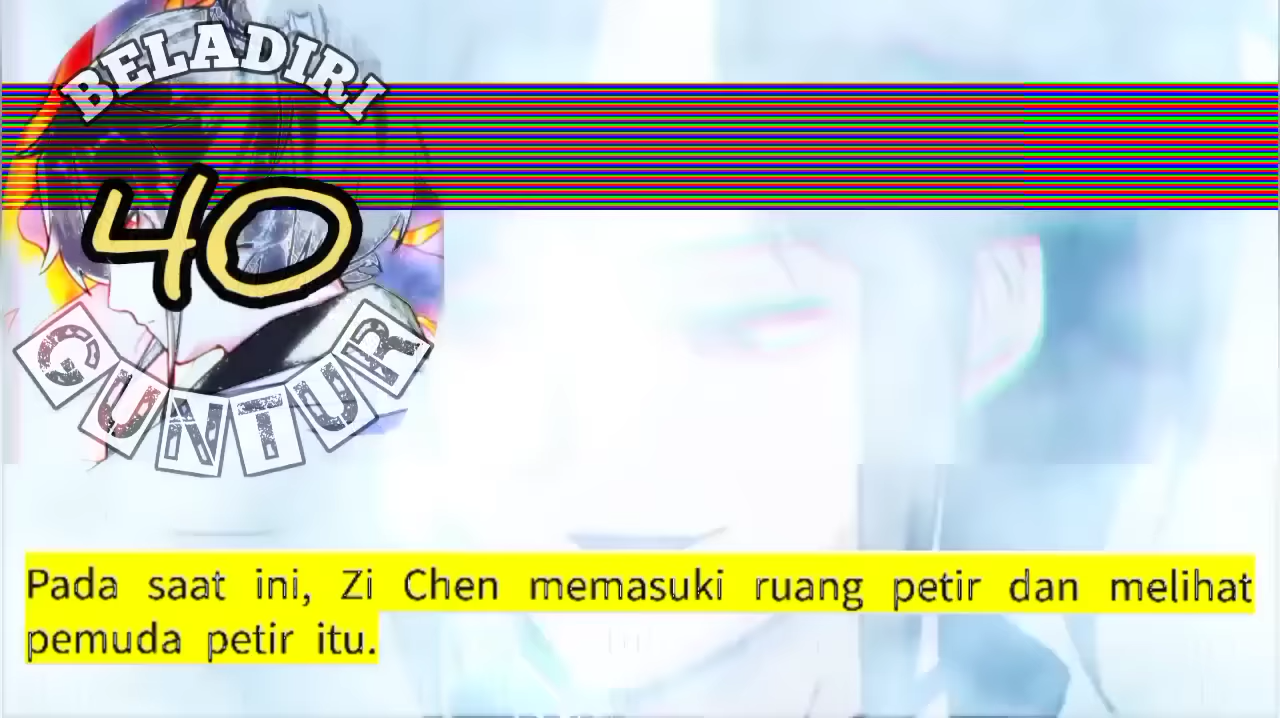 BELADIRI
40
GUNTUR
Pada saat ini, Zi Chen memasuki ruang petir dan melihat
pemuda petir itu.